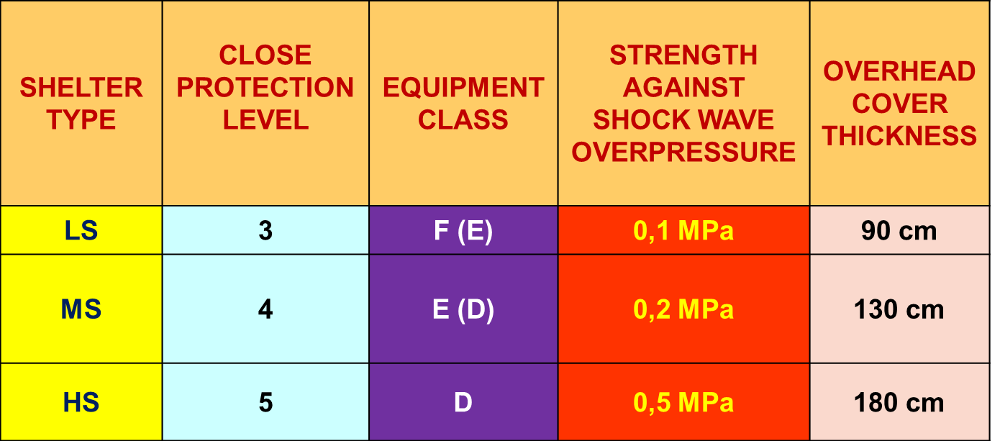 SHELTER
TYPE
CLOSE
PROTECTION
LEVEL
EQUIPMENT
CLASS
STRENGTH
AGAINST
SHOCK WAVE
OVERPRESSURE
OVERHEAD
COVER
THICKNESS
LS
3
F (E)
0,1 MPa
90 cm
MS
4
E (D)
0,2 MPa
130 cm
HS
5
D
0,5 MPa
180 cm